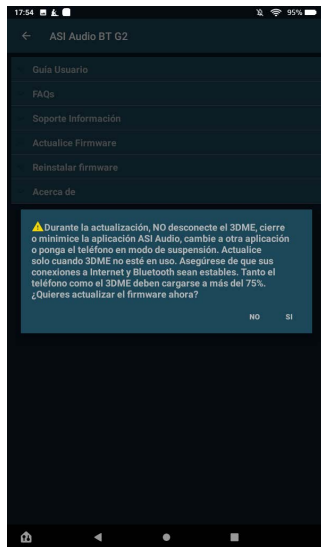 17:54
95%
ASI Audio BT G2
Guía Usuario
FAQs
Soporte Información
Actualice Firmware
Reinstalar firmware
Acerca de
⚠Durante la actualización, NO desconecte el 3DME, cierre
o minimice la aplicación ASI Audio, cambie a otra aplicación
o ponga el teléfono en modo de suspensión. Actualice
solo cuando 3DME no esté en uso. Asegúrese de que sus
conexiones a Internet y Bluetooth sean estables. Tanto el
teléfono como el 3DME deben cargarse a más del 75%.
¿Quieres actualizar el firmware ahora?
NO SI